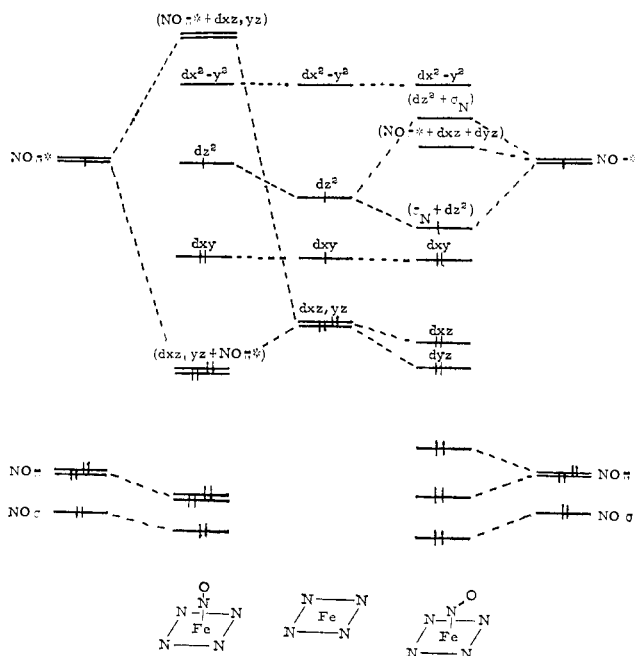 (NO π* + dxz, yz)
dx²-y² dx²-y² dx²-y²
(dz² + σN)
(NO π* + dxz + dyz)
NO π* dz² NO π*
dz²
(σN + dz²)
dxy dxy dxy
dxz, yz
dxz
(dxz, yz + NO π*) dyz
NO π NO π
NO σ NO σ
O
N
N N
Fe
N N
N N
Fe
N N
O
N
N N
Fe
N N